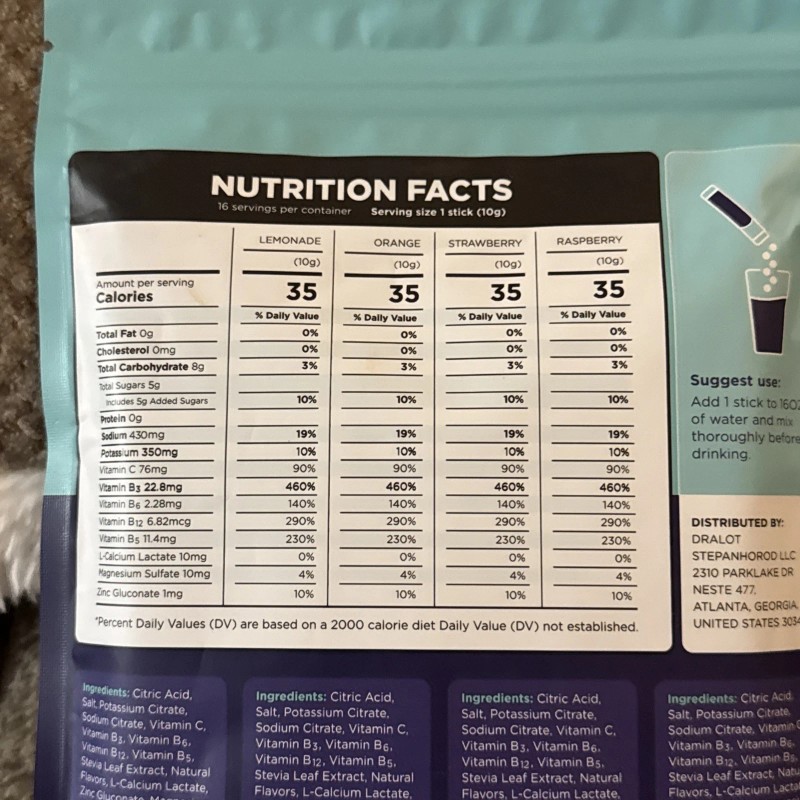 NUTRITION FACTS
16 servings per container Serving size 1 stick (10g)
LEMONADE ORANGE STRAWBERRY RASPBERRY
(10g) (10g) (10g) (10g)
Amount per serving
Calories 35 35 35 35
% Daily Value % Daily Value % Daily Value % Daily Value
Total Fat 0g 0% 0% 0% 0%
Cholesterol 0mg 0% 0% 0% 0%
Total Carbohydrate 8g 3% 3% 3% 3%
Total Sugars 5g
Includes 5g Added Sugars 10% 10% 10% 10%
Protein 0g
Sodium 430mg 19% 19% 19% 19%
Potassium 350mg 10% 10% 10% 10%
Vitamin C 76mg 90% 90% 90% 90%
Vitamin B3 22.8mg 460% 460% 460% 460%
Vitamin B6 2.28mg 140% 140% 140% 140%
Vitamin B12 6.82mcg 290% 290% 290% 290%
Vitamin B5 11.4mg 230% 230% 230% 230%
L-Calcium Lactate 10mg 0% 0% 0% 0%
Magnesium Sulfate 10mg 4% 4% 4% 4%
Zinc Gluconate 1mg 10% 10% 10% 10%
*Percent Daily Values (DV) are based on a 2000 calorie diet Daily Value (DV) not established.
Suggest use:
Add 1 stick to 16OZ
of water and mix
thoroughly before
drinking.
DISTRIBUTED BY:
DRALOT
STEPANHOROD LLC
2310 PARKLAKE DR
NESTE 477,
ATLANTA, GEORGIA,
UNITED STATES
Ingredients: Citric Acid,
Salt, Potassium Citrate,
Sodium Citrate, Vitamin C,
Vitamin B3, Vitamin B6,
Vitamin B12, Vitamin B5,
Stevia Leaf Extract, Natural
Flavors, L-Calcium Lactate,
Zinc Gluconate,
Ingredients: Citric Acid,
Salt, Potassium Citrate,
Sodium Citrate, Vitamin C,
Vitamin B3, Vitamin B6,
Vitamin B12, Vitamin B5,
Stevia Leaf Extract, Natural
Flavors, L-Calcium Lactate,
Ingredients: Citric Acid,
Salt, Potassium Citrate,
Sodium Citrate, Vitamin C,
Vitamin B3, Vitamin B6,
Vitamin B12, Vitamin B5,
Stevia Leaf Extract, Natural
Flavors, L-Calcium Lactate,
Ingredients: Citric Acid,
Salt, Potassium Citrate,
Sodium Citrate, Vitamin
Vitamin B3, Vitamin B6,
Vitamin B12, Vitamin B5,
Stevia Leaf Extract,
Flavors, L-Calcium